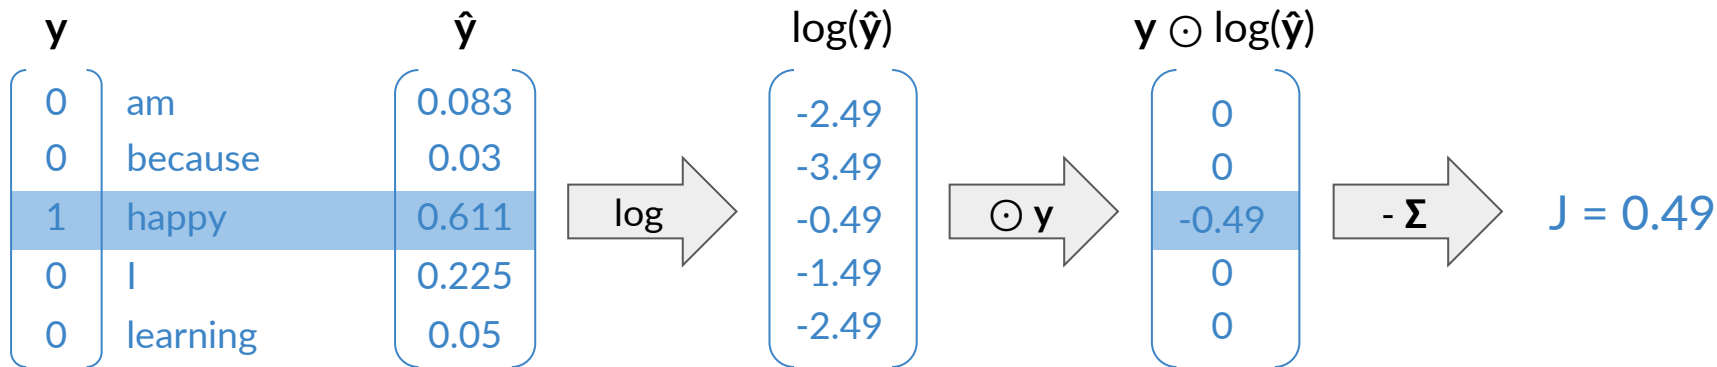 y ŷ log(ŷ) y ⊙ log(ŷ)
0 am 0.083 -2.49 0
0 because 0.03 -3.49 0
1 happy 0.611 log -0.49 ⊙ y -0.49 - Σ J = 0.49
0 I 0.225 -1.49 0
0 learning 0.05 -2.49 0